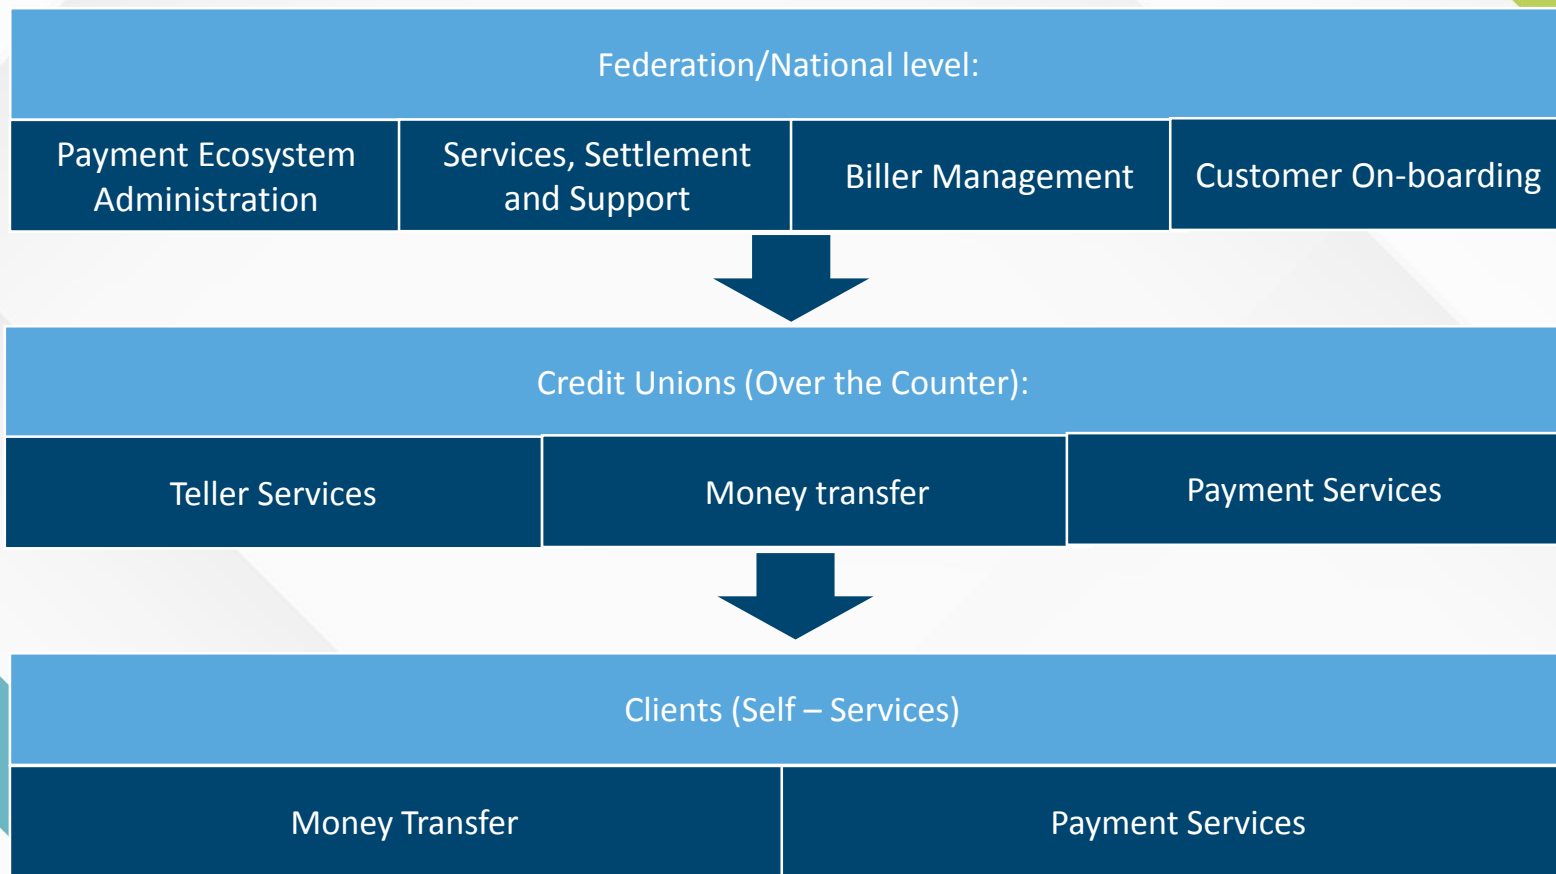 Federation/National level:
Payment Ecosystem
Administration
Services, Settlement
and Support
Biller Management
Customer On-boarding
Credit Unions (Over the Counter):
Teller Services
Money transfer
Payment Services
Clients (Self – Services)
Money Transfer
Payment Services